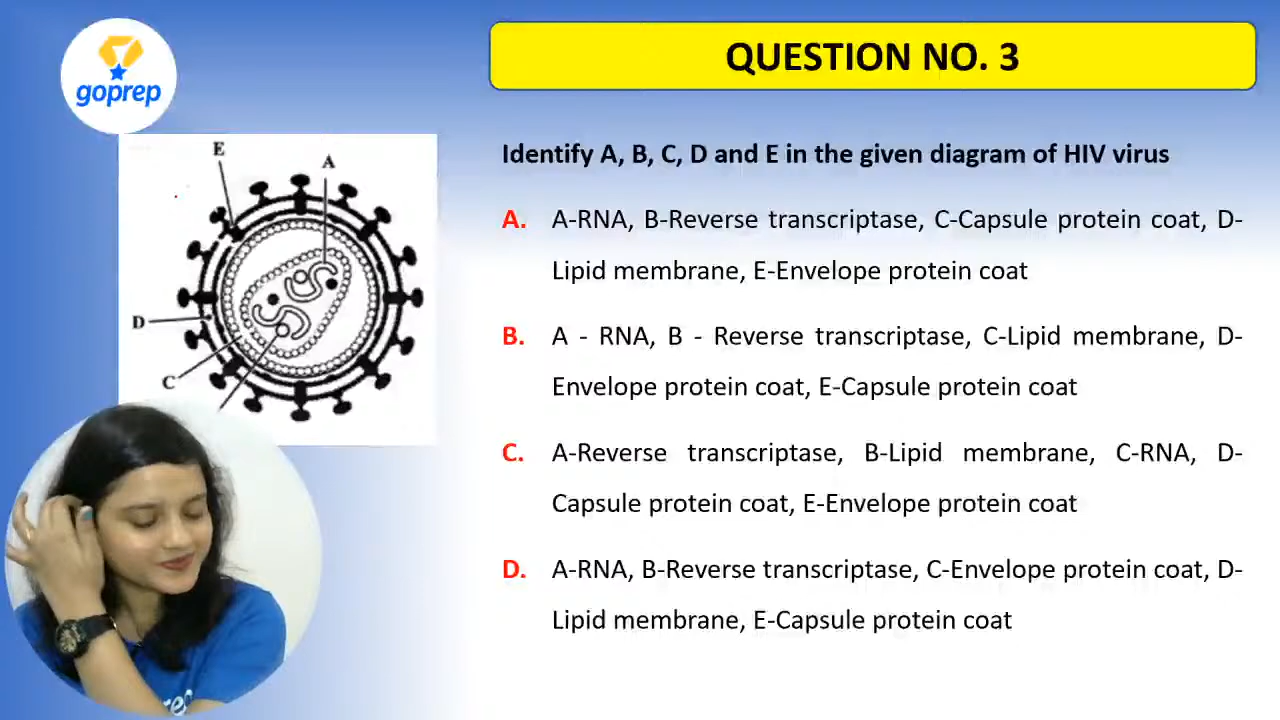 goprep
QUESTION NO. 3
E
A
D
C
Identify A, B, C, D and E in the given diagram of HIV virus
A. A-RNA, B-Reverse transcriptase, C-Capsule protein coat, D-
Lipid membrane, E-Envelope protein coat
B. A - RNA, B - Reverse transcriptase, C-Lipid membrane, D-
Envelope protein coat, E-Capsule protein coat
C. A-Reverse transcriptase, B-Lipid membrane, C-RNA, D-
Capsule protein coat, E-Envelope protein coat
D. A-RNA, B-Reverse transcriptase, C-Envelope protein coat, D-
Lipid membrane, E-Capsule protein coat